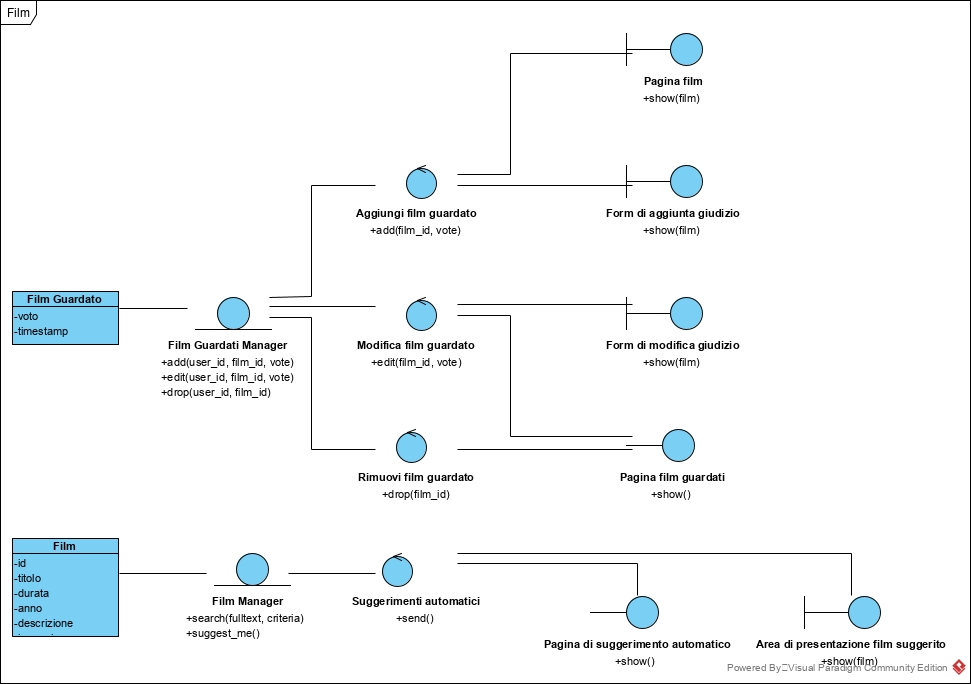 Film
Pagina film
+show(film)
Aggiungi film guardato
+add(film_id, vote)
Form di aggiunta giudizio
+show(film)
Film Guardato
-voto
-timestamp
Film Guardati Manager
+add(user_id, film_id, vote)
+edit(user_id, film_id, vote)
+drop(user_id, film_id)
Modifica film guardato
+edit(film_id, vote)
Form di modifica giudizio
+show(film)
Rimuovi film guardato
+drop(film_id)
Pagina film guardati
+show()
Film
-id
-titolo
-durata
-anno
-descrizione
Film Manager
+search(fulltext, criteria)
+suggest_me()
Suggerimenti automatici
+send()
Pagina di suggerimento automatico
+show()
Area di presentazione film suggerito
+show(film)
Powered By Visual Paradigm Community Edition